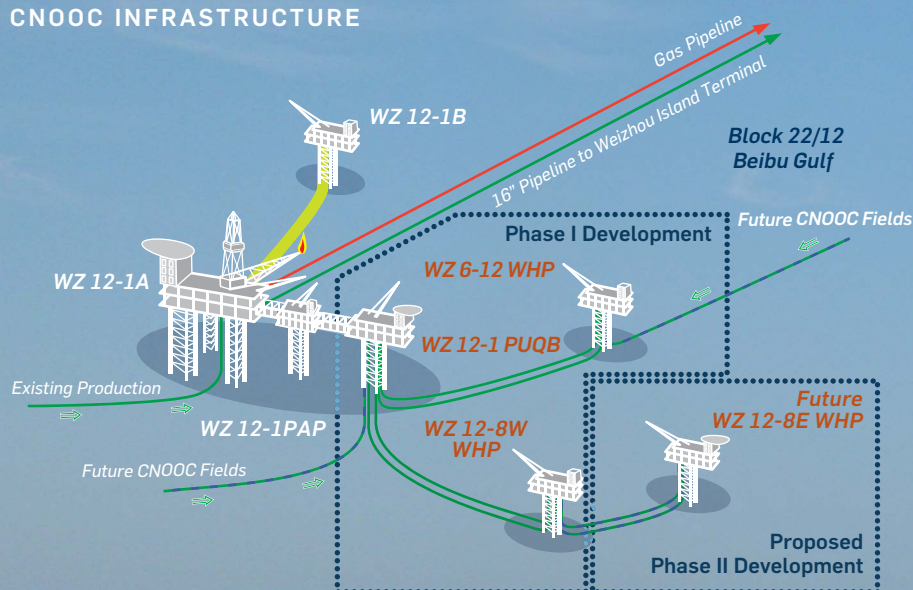 CNOOC INFRASTRUCTURE
Gas Pipeline
16” Pipeline to Weizhou Island Terminal
WZ 12-1B
Block 22/12
Beibu Gulf
Future CNOOC Fields
Phase I Development
WZ 6-12 WHP
WZ 12-1A
WZ 12-1 PUQB
Existing Production
WZ 12-1PAP
WZ 12-8W
WHP
Future
WZ 12-8E WHP
Future CNOOC Fields
Proposed
Phase II Development